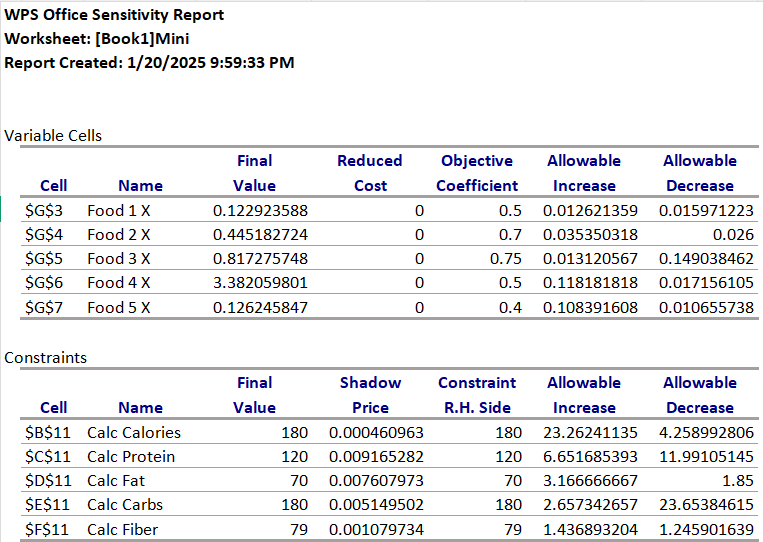 WPS Office Sensitivity Report
Worksheet: [Book1]Mini
Report Created: 1/20/2025 9:59:33 PM
Variable Cells
Final Reduced Objective Allowable Allowable
Cell Name Value Cost Coefficient Increase Decrease
$G$3 Food 1 X 0.122923588 0 0.5 0.012621359 0.015971223
$G$4 Food 2 X 0.445182724 0 0.7 0.035350318 0.026
$G$5 Food 3 X 0.817275748 0 0.75 0.013120567 0.149038462
$G$6 Food 4 X 3.382059801 0 0.5 0.118181818 0.017156105
$G$7 Food 5 X 0.126245847 0 0.4 0.108391608 0.010655738
Constraints
Final Shadow Constraint Allowable Allowable
Cell Name Value Price R.H. Side Increase Decrease
$B$11 Calc Calories 180 0.000460963 180 23.26241135 4.258992806
$C$11 Calc Protein 120 0.009165282 120 6.651685393 11.99105145
$D$11 Calc Fat 70 0.007607973 70 3.166666667 1.85
$E$11 Calc Carbs 180 0.005149502 180 2.657342657 23.65384615
$F$11 Calc Fiber 79 0.001079734 79 1.436893204 1.245901639